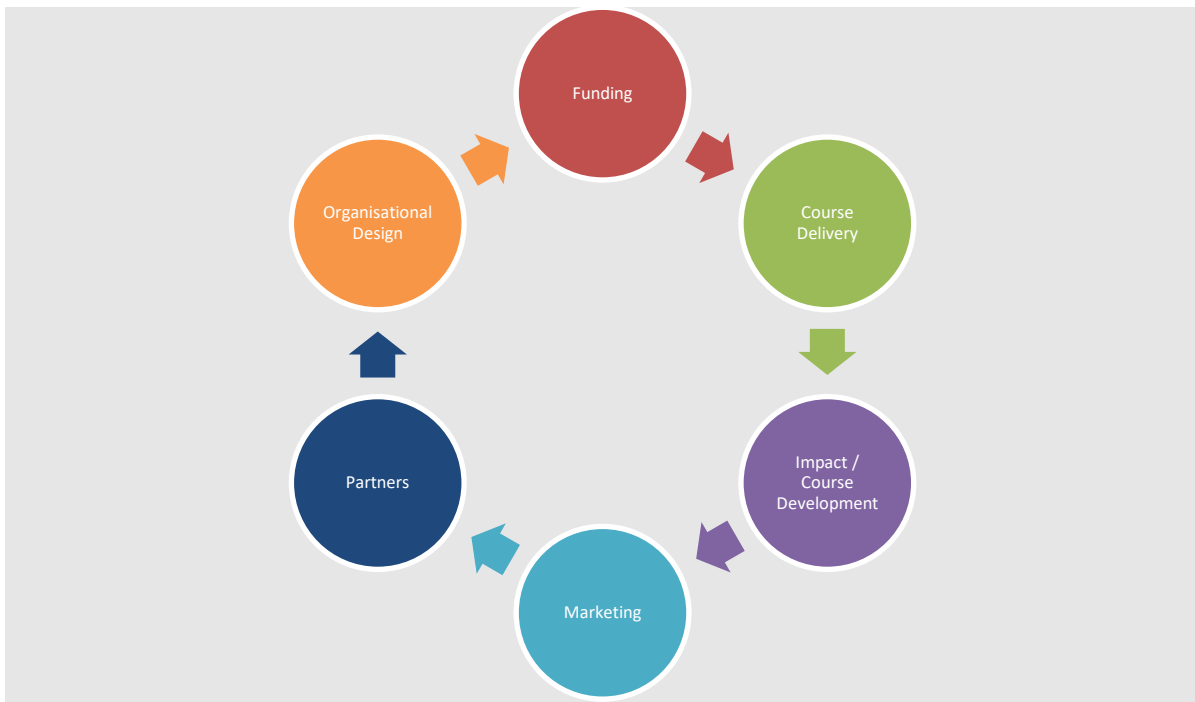 Funding
Course
Delivery
Impact /
Course
Development
Marketing
Partners
Organisational
Design